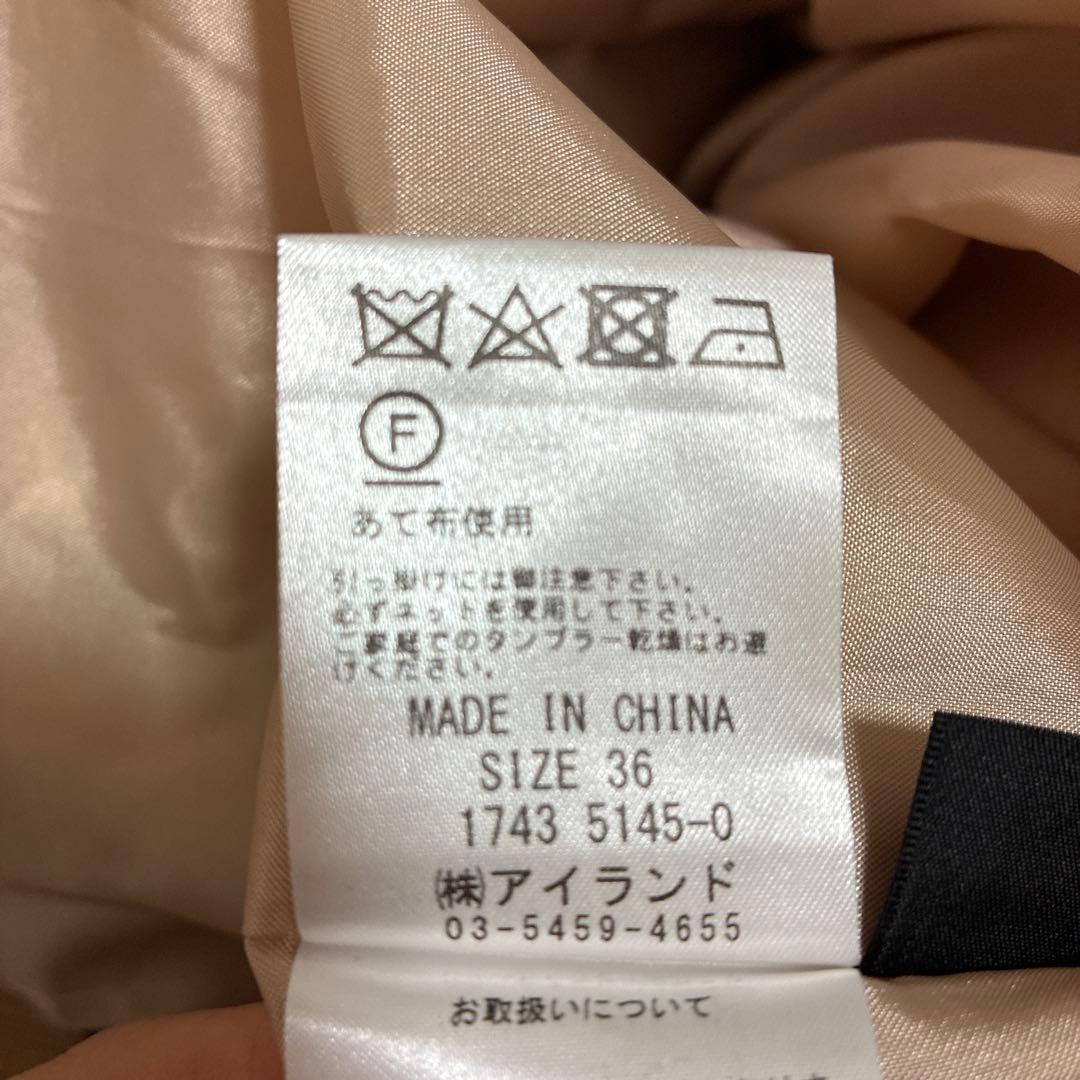 F
あて布使用
引っ掛けには御注意下さい。
必ずネットを使用して下さい。
ご家庭でのタンブラー乾燥はお避
けください。
MADE IN CHINA
SIZE 36
1743 5145-0
㈱アイランド
03-5459-4655
お取扱いについて